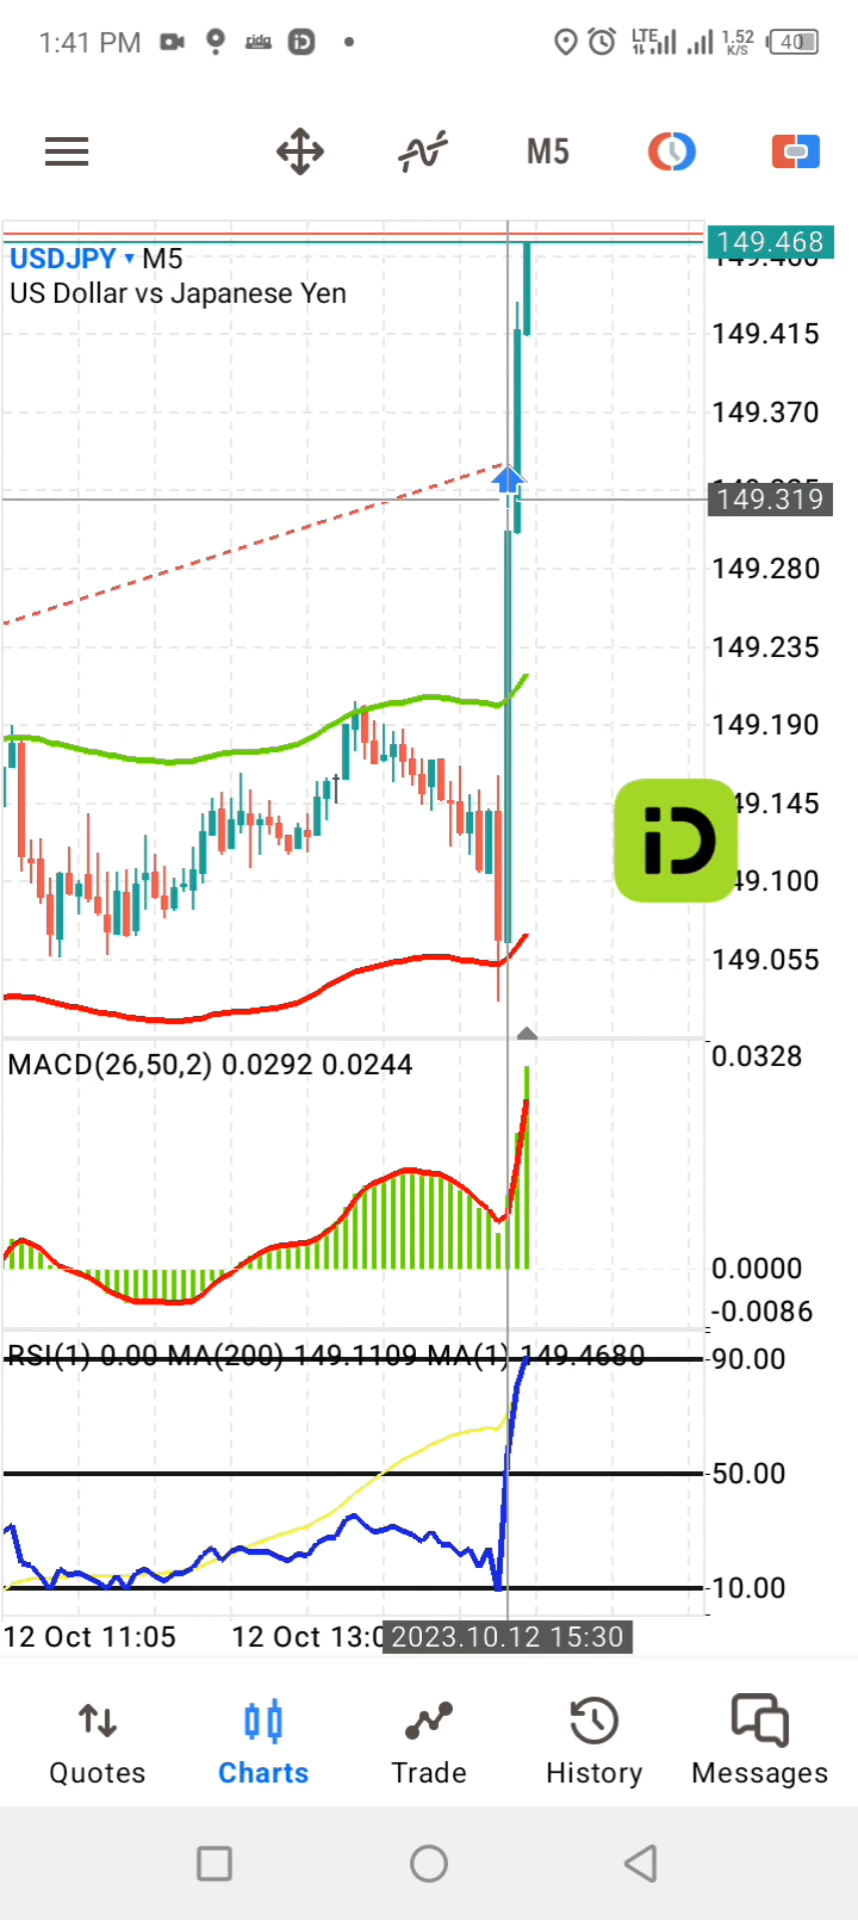 1:41 PM
LTE
1.52
K/S
40
M5
149.468
USDJPY M5
US Dollar vs Japanese Yen
149.415
149.370
149.319
149.280
149.235
149.190
149.145
iD
149.100
149.055
MACD(26,50,2) 0.0292 0.0244
0.0328
0.0000
-0.0086
RSI(1) 0.00 MA(200) 149.1109 MA(1) 149.4680
90.00
50.00
10.00
12 Oct 11:05
12 Oct 13:0
2023.10.12 15:30
Quotes
Charts
Trade
History
Messages